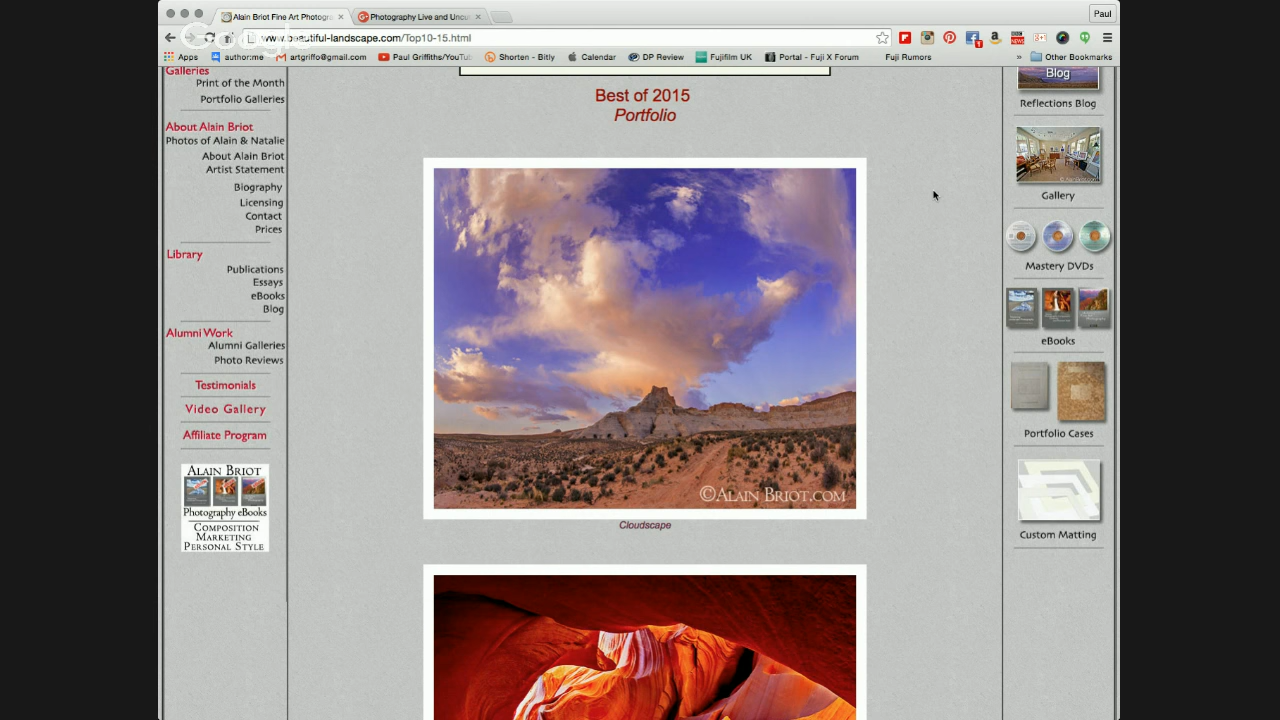 Alain Briot Fine Art Photogra
Photography Live and Uncut
Paul
Google
www.beautiful-landscape.com/Top10-15.html
Apps
author:me
artgriffo@gmail.com
Paul Griffiths/YouTu
Shorten - Bitly
Calendar
DP Review
Fujifilm UK
Portal - Fuji X Forum
Fuji Rumors
»
Other Bookmarks
Galleries
Print of the Month
Portfolio Galleries
About Alain Briot
Photos of Alain & Natalie
About Alain Briot
Artist Statement
Biography
Licensing
Contact
Prices
Library
Publications
Essays
eBooks
Blog
Alumni Work
Alumni Galleries
Photo Reviews
Testimonials
Video Gallery
Affiliate Program
ALAIN BRIOT
Photography eBooks
COMPOSITION
MARKETING
PERSONAL STYLE
Best of 2015
Portfolio
©ALAIN BRIOT.COM
Cloudscape
Blog
Reflections Blog
Gallery
Mastery DVDs
eBooks
Portfolio Cases
Custom Matting